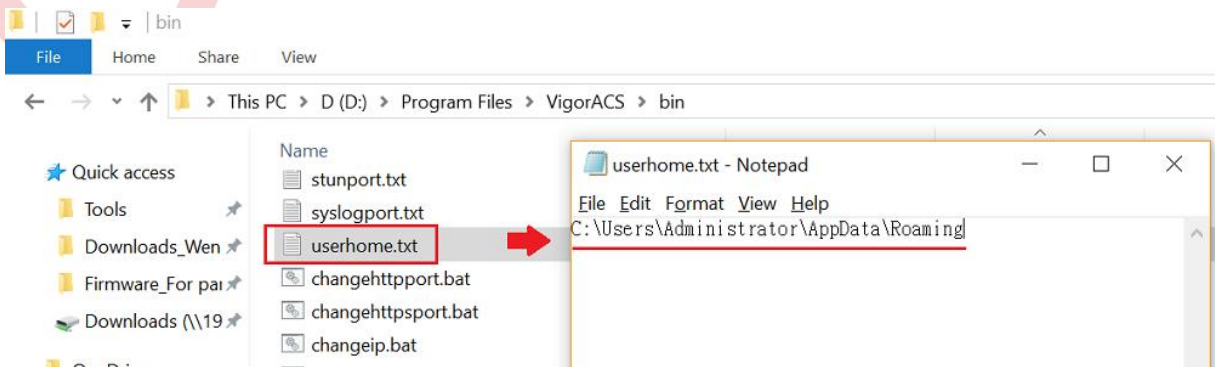 bin
File Home Share View
This PC > D (D:) > Program Files > VigorACS > bin
Quick access
Tools
Downloads_Wen
Firmware_For
Downloads (\\19
Name
stunport.txt
syslogport.txt
userhome.txt
changehttpport.bat
changehttpsport.bat
changeip.bat
userhome.txt - Notepad
File Edit Format View Help
C:\Users\Administrator\AppData\Roaming